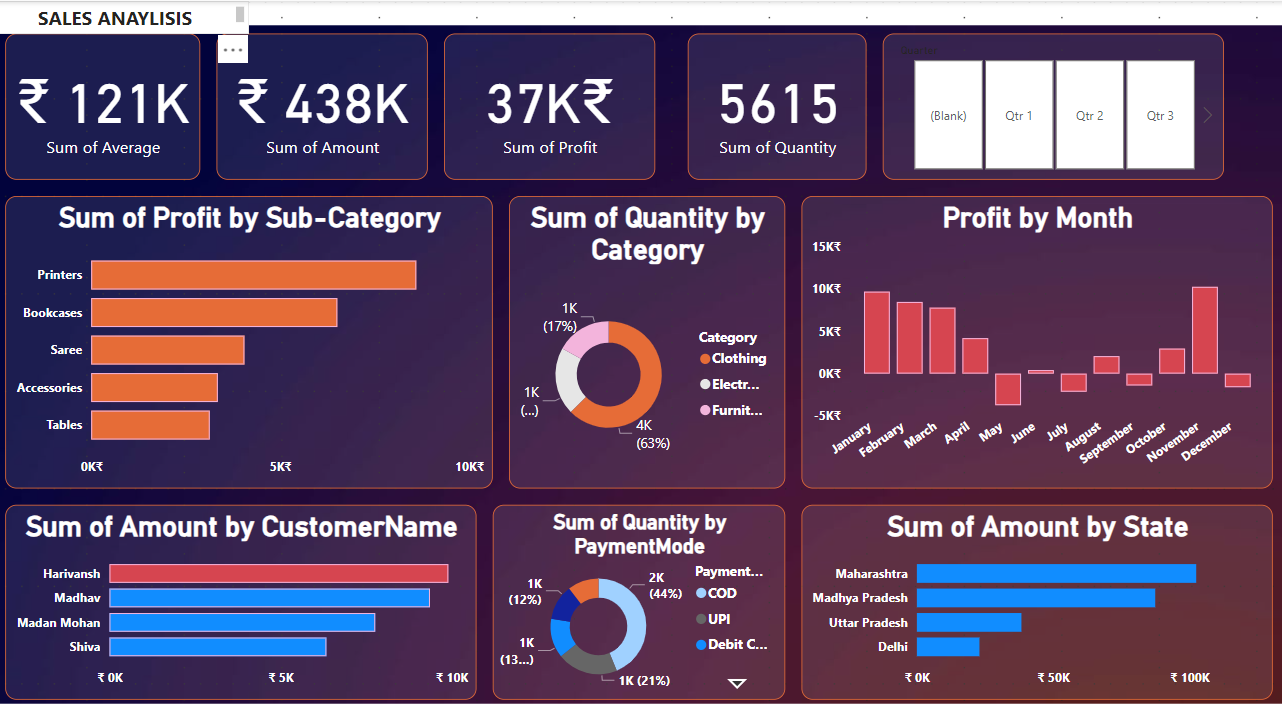 SALES ANAYLISIS
...
₹ 121K
Sum of Average
₹ 438K
Sum of Amount
37K₹
Sum of Profit
5615
Sum of Quantity
Quarter
(Blank)
Qtr 1
Qtr 2
Qtr 3
Sum of Profit by Sub-Category
Printers
Bookcases
Saree
Accessories
Tables
0K₹
5K₹
10K₹
Sum of Quantity by
Category
1K
(17%)
1K
(...)
4K
(63%)
Category
Clothing
Electr...
Furnit...
Profit by Month
15K₹
10K₹
5K₹
0K₹
-5K₹
January
February
March
April
May
June
July
August
September
October
November
December
Sum of Amount by CustomerName
Harivansh
Madhav
Madan Mohan
Shiva
₹ 0K
₹ 5K
₹ 10K
Sum of Quantity by
PaymentMode
1K
(12%)
2K
(44%)
1K
(13...)
1K (21%)
Payment...
COD
UPI
Debit C...
Sum of Amount by State
Maharashtra
Madhya Pradesh
Uttar Pradesh
Delhi
₹ 0K
₹ 50K
₹ 100K